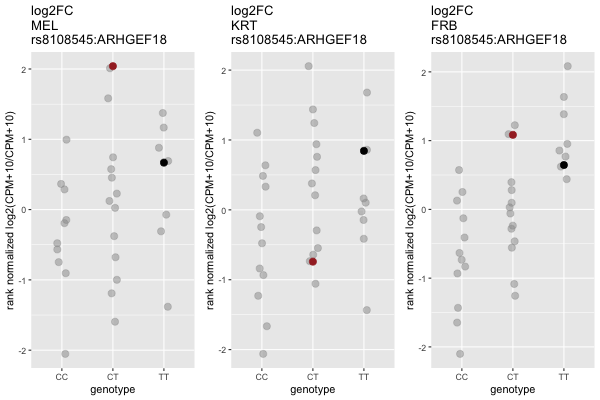 log2FC
MEL
rs8108545:ARHGEF18
rank normalized log2(CPM+10/CPM+10)
2
1
0
-1
-2
CC
CT
TT
genotype
log2FC
KRT
rs8108545:ARHGEF18
rank normalized log2(CPM+10/CPM+10)
2
1
0
-1
-2
CC
CT
TT
genotype
log2FC
FRB
rs8108545:ARHGEF18
rank normalized log2(CPM+10/CPM+10)
2
1
0
-1
-2
CC
CT
TT
genotype